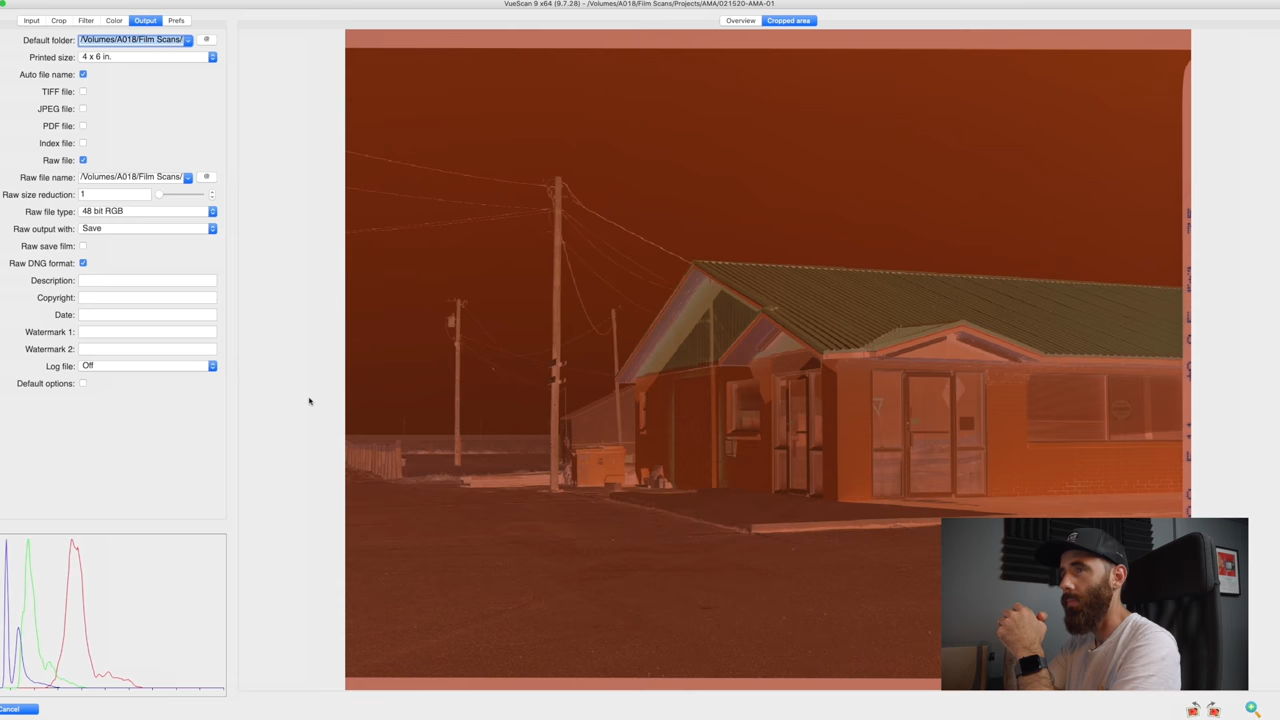 VueScan 9 x64 (9.7.28) - /Volumes/A018/Film Scans/Projects/AMA/021520-AMA-01
Input Crop Filter Color Output Prefs
Overview Cropped area
Default folder: /Volumes/A018/Film Scans/ @
Printed size: 4 x 6 in.
Auto file name:
TIFF file:
JPEG file:
PDF file:
Index file:
Raw file:
Raw file name: /Volumes/A018/Film Scans/ @
Raw size reduction: 1
Raw file type: 48 bit RGB
Raw output with: Save
Raw save film:
Raw DNG format:
Description:
Copyright:
Date:
Watermark 1:
Watermark 2:
Log file: Off
Default options:
Cancel